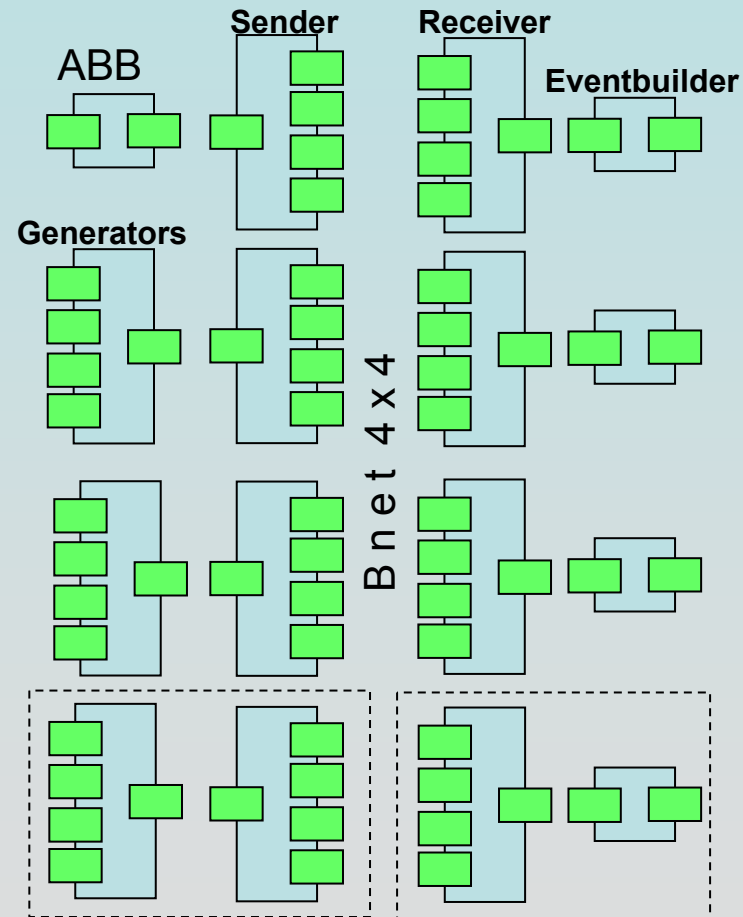 Sender
Receiver
ABB
Eventbuilder
Generators
B n e t 4 x 4